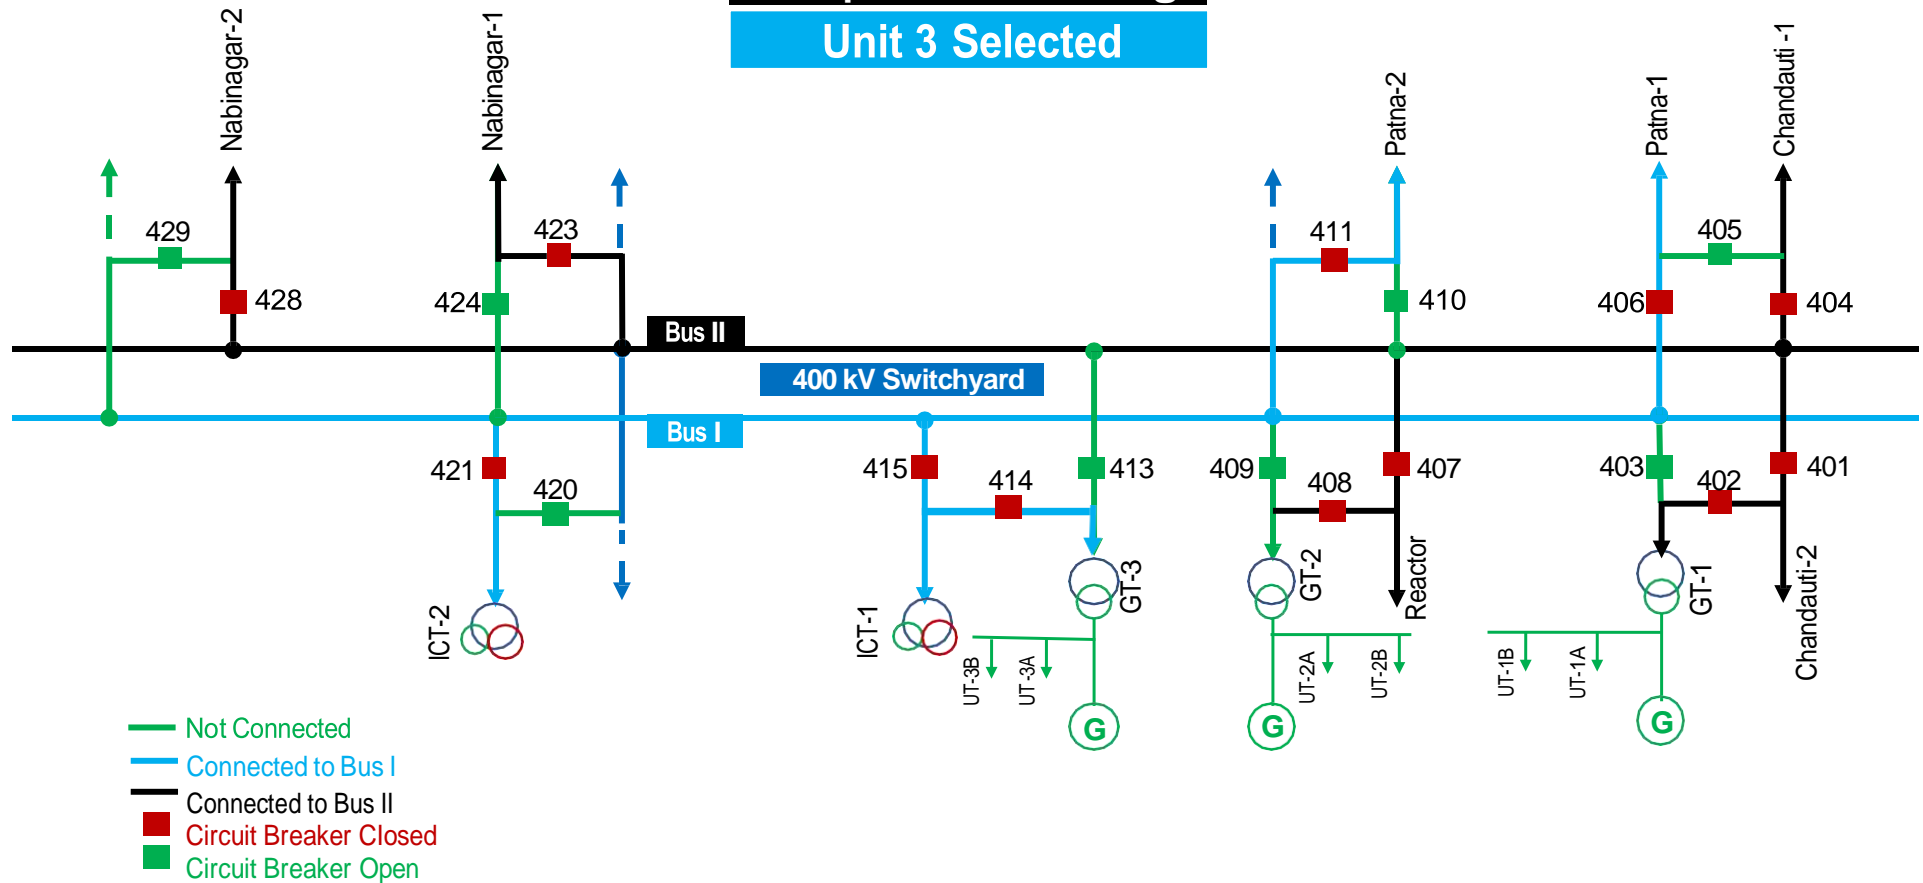 Unit 3 Selected
Nabinagar-2
Nabinagar-1
Patna-2
Patna-1
Chandauti -1
429
428
423
424
411
410
405
406
404
Bus II
400 kV Switchyard
Bus I
421
420
415
414
413
409
408
407
403
402
401
ICT-2
ICT-1
GT-3
GT-2
Reactor
GT-1
Chandauti-2
UT-3B
UT-3A
UT-2A
UT-2B
UT-1B
UT-1A
G
G
G
Not Connected
Connected to Bus I
Connected to Bus II
Circuit Breaker Closed
Circuit Breaker Open